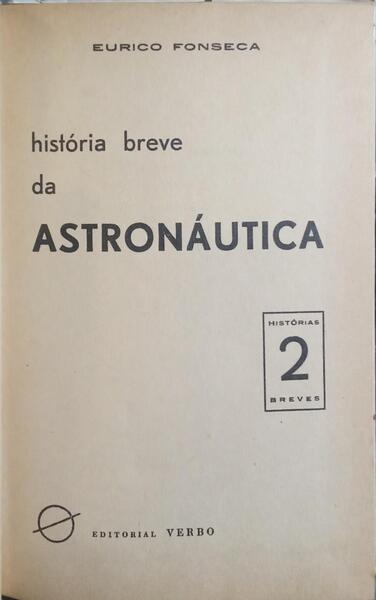 EURICO FONSECA
história breve
da
ASTRONÁUTICA
HISTÓRIAS
2
BREVES
EDITORIAL VERBO